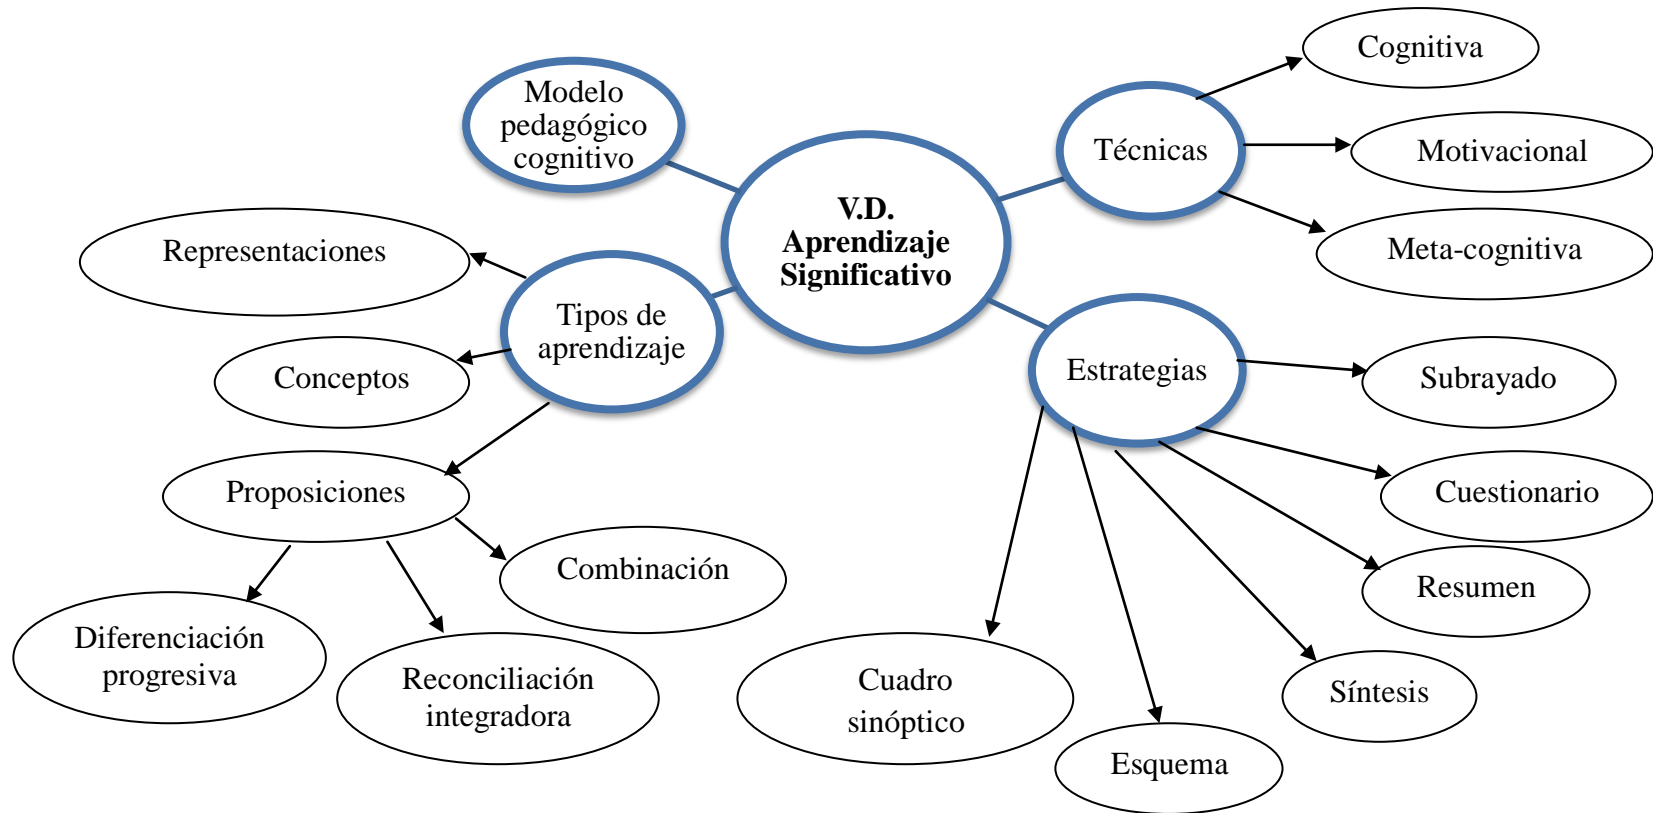 Modelo
pedagógico
cognitivo
V.D.
Aprendizaje
Significativo
Técnicas
Cognitiva
Motivacional
Meta-cognitiva
Tipos de
aprendizaje
Representaciones
Conceptos
Proposiciones
Combinación
Diferenciación
progresiva
Reconciliación
integradora
Estrategias
Subrayado
Cuestionario
Resumen
Síntesis
Esquema
Cuadro
sinóptico